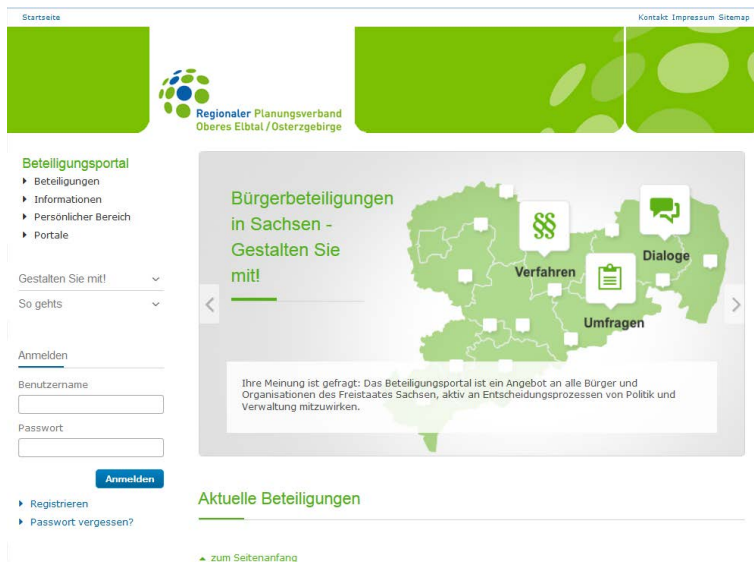 Startseite
Kontakt Impressum Sitemap
Regionaler Planungsverband
Oberes Elbtal / Osterzgebirge
Beteiligungsportal
Beteiligungen
Informationen
Persönlicher Bereich
Portale
Gestalten Sie mit!
So gehts
Anmelden
Benutzername
Passwort
Anmelden
Registrieren
Passwort vergessen?
Bürgerbeteiligungen
in Sachsen -
Gestalten Sie
mit!
§§
Verfahren
Dialoge
Umfragen
Ihre Meinung ist gefragt: Das Beteiligungsportal ist ein Angebot an alle Bürger und
Organisationen des Freistaates Sachsen, aktiv an Entscheidungsprozessen von Politik und
Verwaltung mitzuwirken.
Aktuelle Beteiligungen
zum Seitenanfang